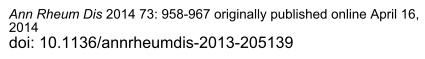 Ann Rheum Dis 2014 73: 958-967 originally published online April 16,
2014
doi: 10.1136/annrheumdis-2013-205139